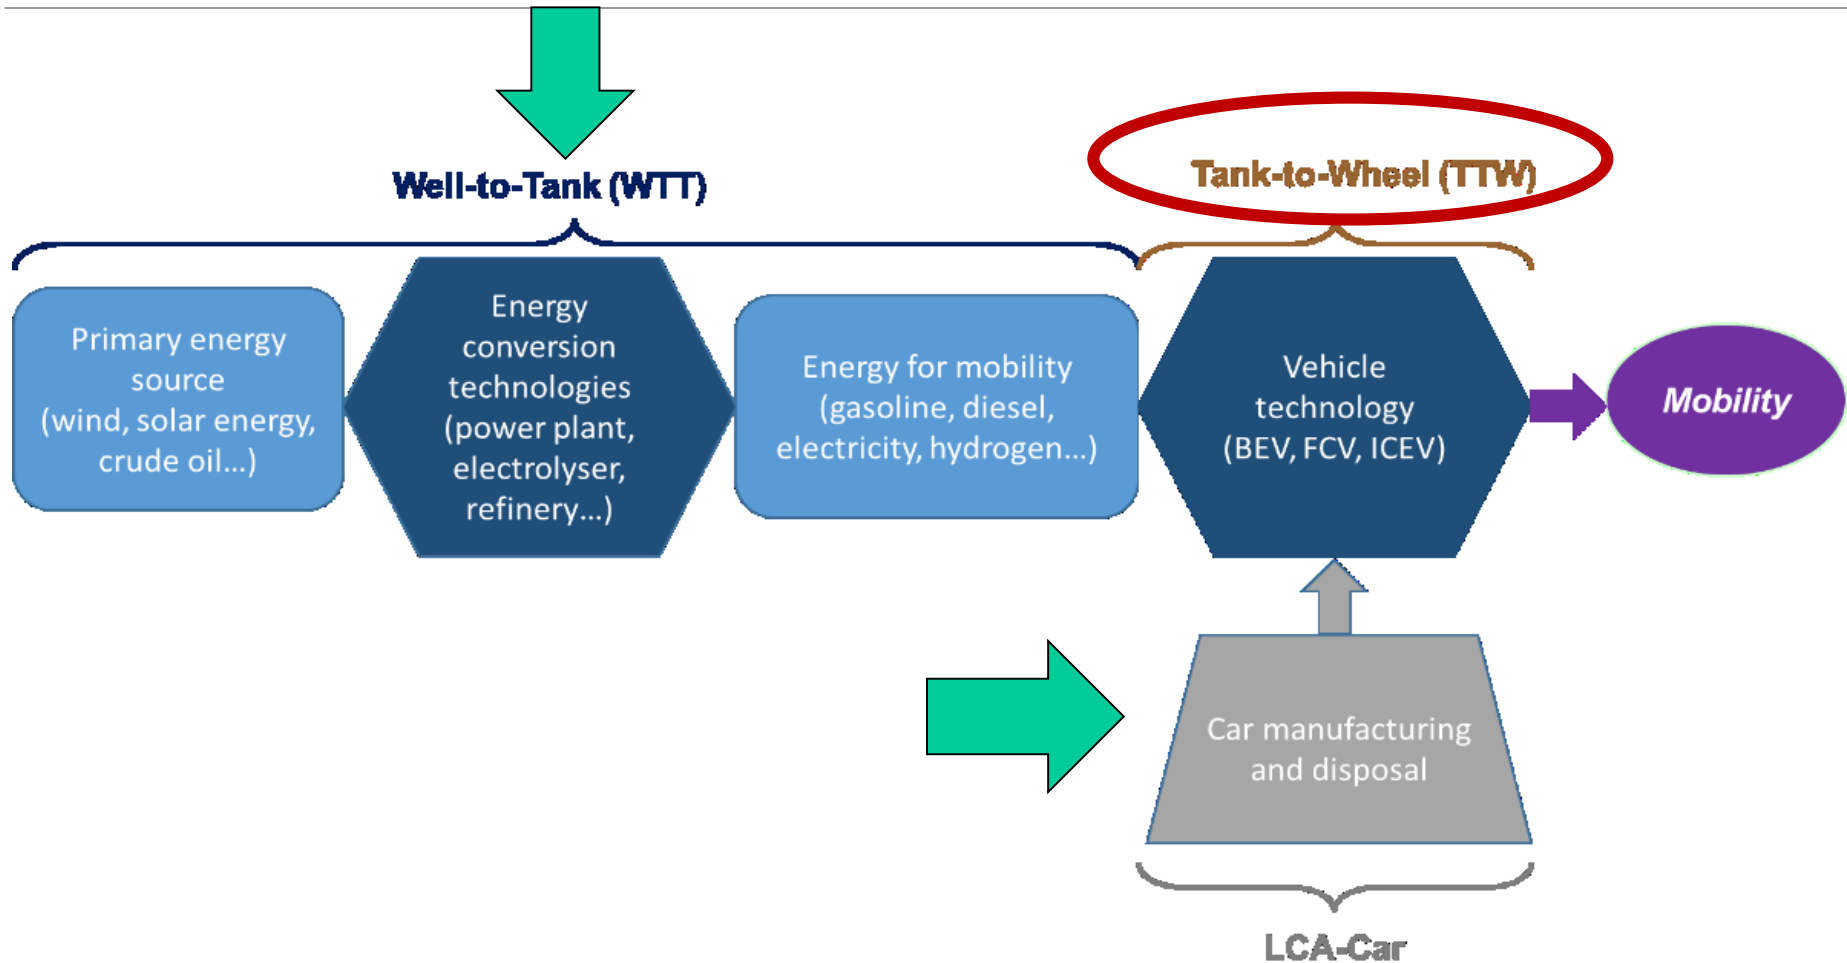 Well-to-Tank (WTT)
Tank-to-Wheel (TTW)
Primary energy
source
(wind, solar energy,
crude oil...)
Energy
conversion
technologies
(power plant,
electrolyser,
refinery...)
Energy for mobility
(gasoline, diesel,
electricity, hydrogen...)
Vehicle
technology
(BEV, FCV, ICEV)
Mobility
Car manufacturing
and disposal
LCA-Car